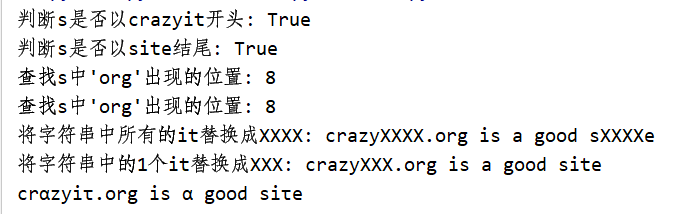 判断s是否以crazyit开头: True
判断s是否以site结尾: True
查找s中'org'出现的位置: 8
查找s中'org'出现的位置: 8
将字符串中所有的it替换成XXXX: crazyXXXX.org is a good sXXXXe
将字符串中的1个it替换成XXX: crazyXXX.org is a good site
crαzyiτ.org is α good siτe